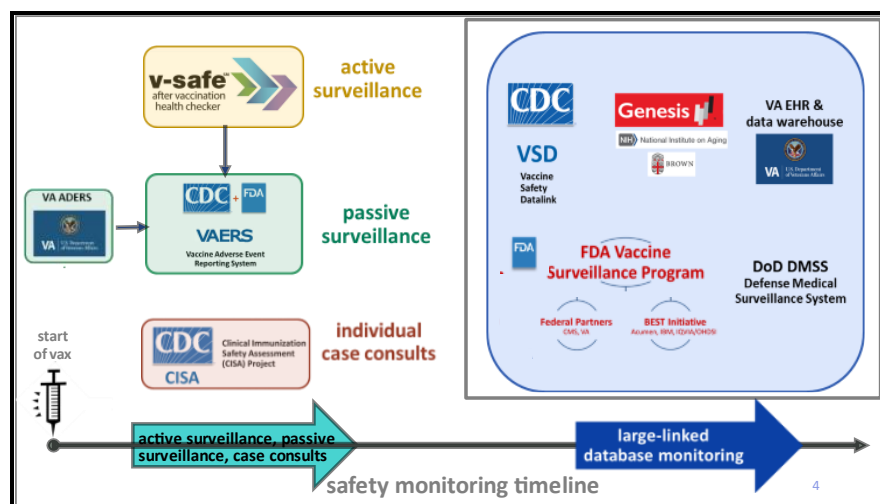 v-safe℠
after vaccination
health checker
active
surveillance
VA ADERS
VA
U.S. Department
of Veterans Affairs
CDC + FDA
VAERS
Vaccine Adverse Event
Reporting System
passive
surveillance
CDC
CISA
Clinical Immunization
Safety Assessment
(CISA) Project
individual
case consults
CDC
VSD
Vaccine
Safety
Datalink
Genesis
NIH National Institute on Aging
BROWN
VA EHR &
data warehouse
VA
U.S. Department
of Veterans Affairs
FDA
FDA Vaccine
Surveillance Program
Federal Partners
CMS, VA
BEST Initiative
Acumen, IBM,
DoD DMSS
Defense Medical
Surveillance System
start
of vax
active surveillance, passive
surveillance, case consults
large-linked
database monitoring
safety monitoring timeline
4